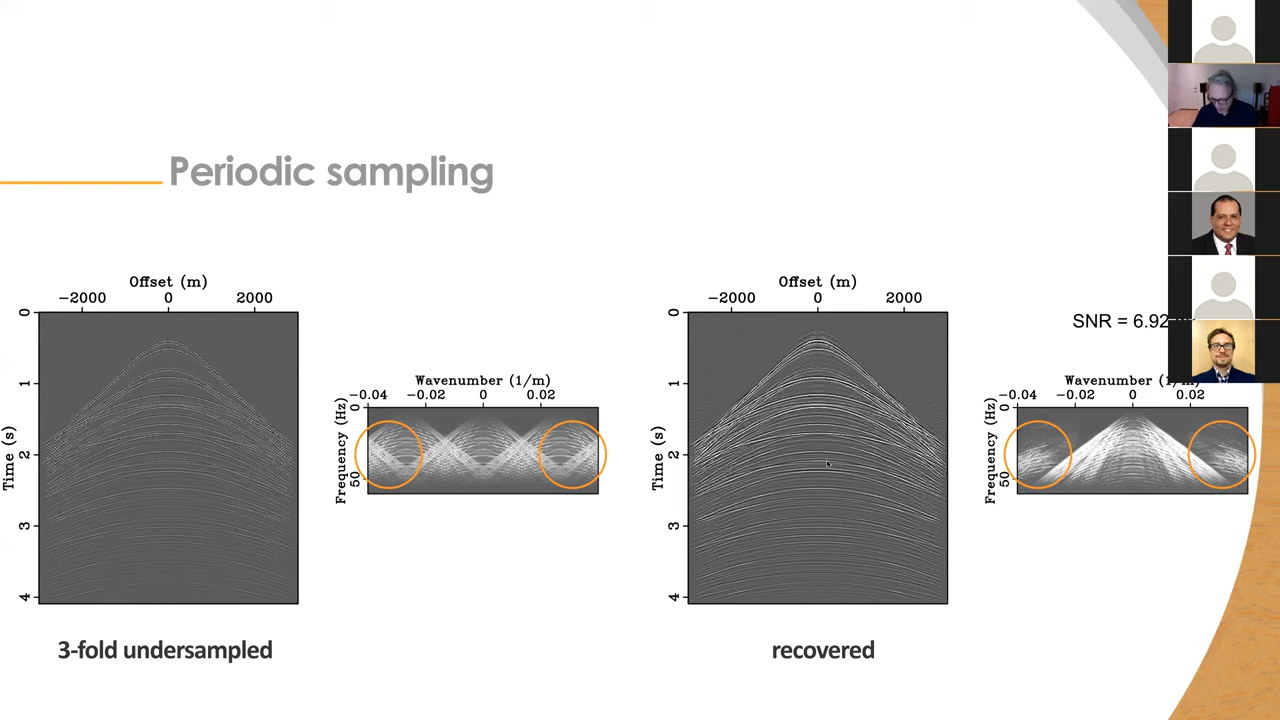 Periodic sampling
Offset (m)
−2000 0 2000
0
1
2
3
4
Time (s)
Wavenumber (1/m)
−0.04 −0.02 0 0.02
0
50
Frequency (Hz)
3-fold undersampled
Offset (m)
−2000 0 2000
0
1
2
3
4
Time (s)
SNR = 6.92
Wavenumber (1/m)
−0.04 −0.02 0 0.02
0
50
Frequency (Hz)
recovered